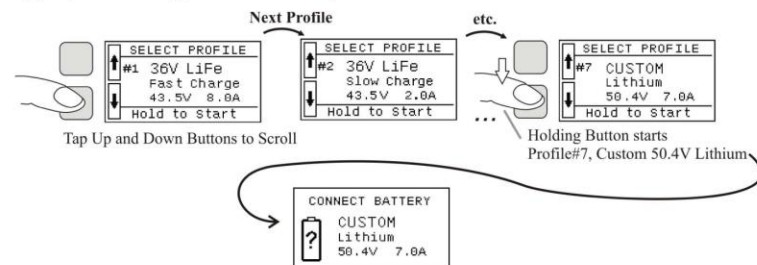 Next Profile
etc.
SELECT PROFILE
#1 36V LiFe
Fast Charge
43.5V 8.0A
Hold to Start
SELECT PROFILE
#2 36V LiFe
Slow Charge
43.5V 2.0A
Hold to Start
SELECT PROFILE
#7 CUSTOM
Lithium
50.4V 7.0A
Hold to Start
...
Tap Up and Down Buttons to Scroll
Holding Button starts
Profile#7, Custom 50.4V Lithium
CONNECT BATTERY
CUSTOM
?
Lithium
50.4V 7.0A